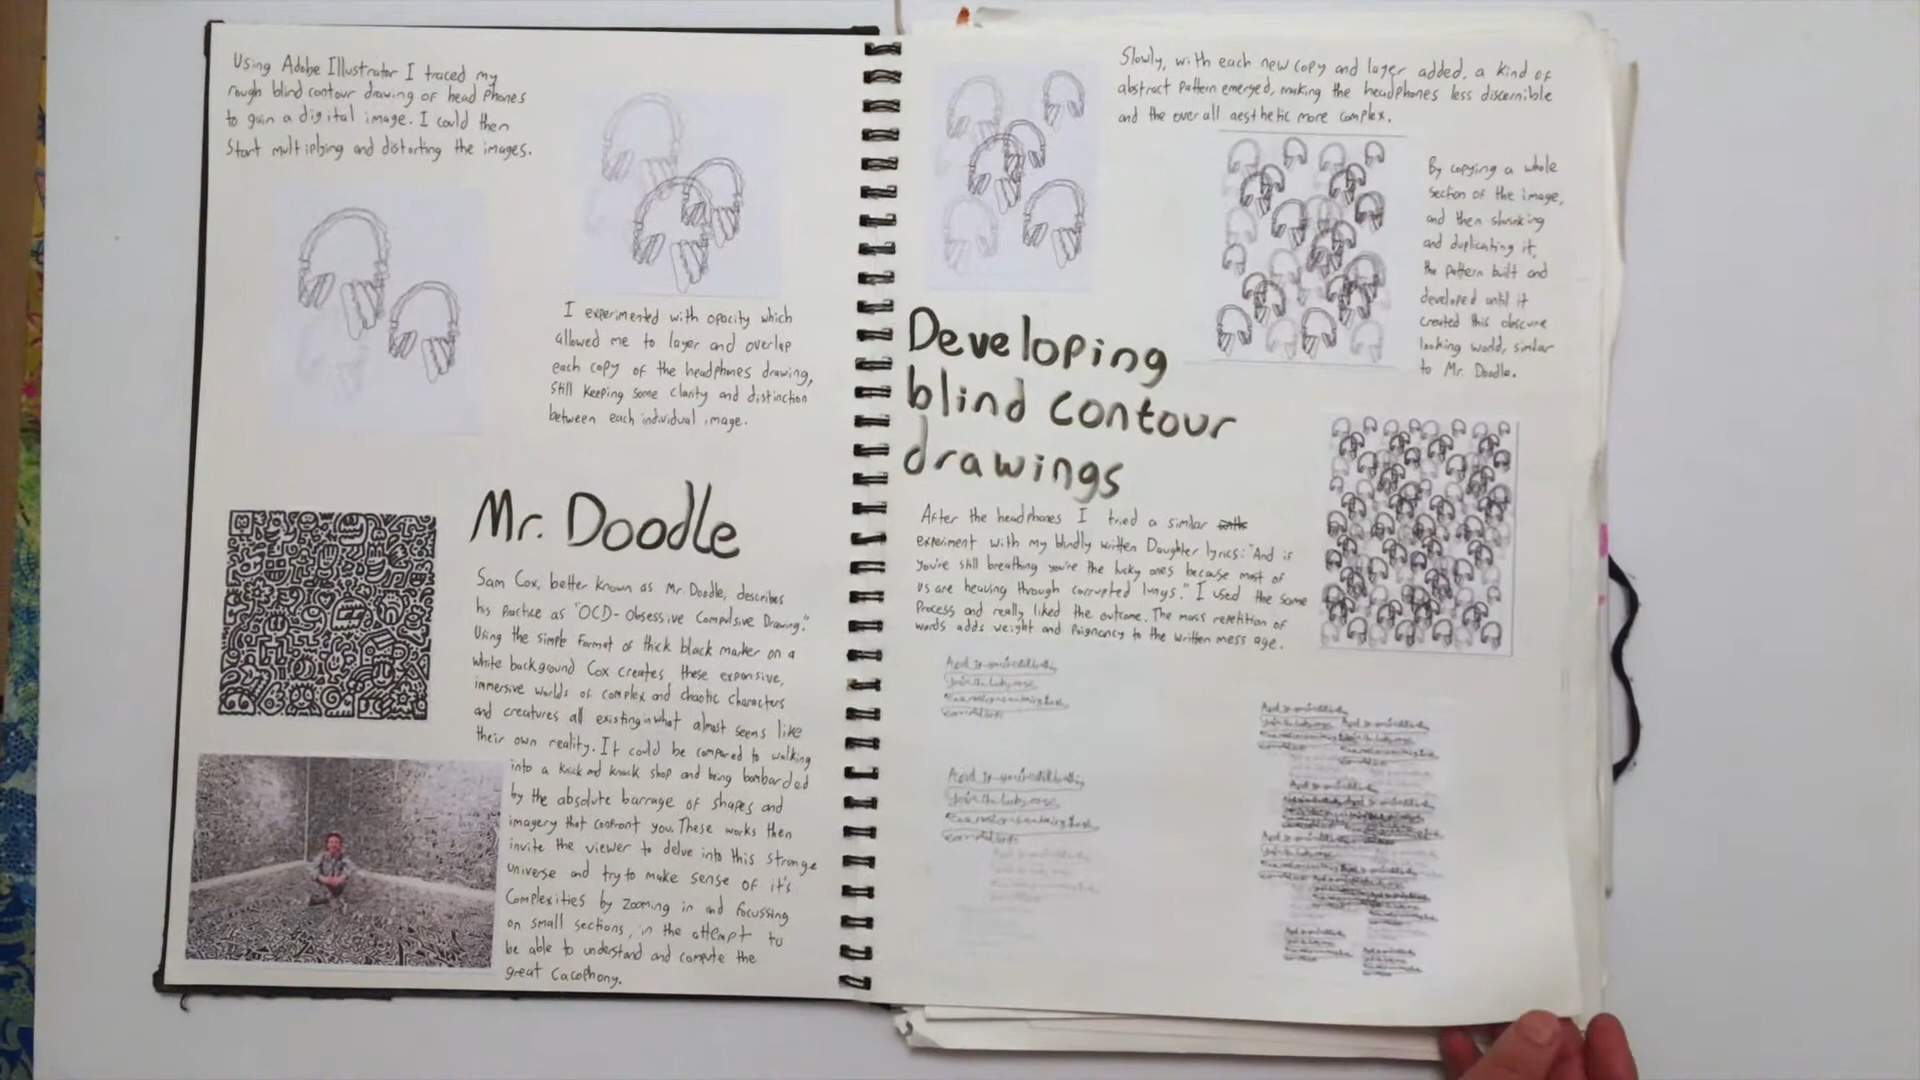 Using Adobe Illustrator I traced my
rough blind contour drawing of head phones
to gain a digital image. I could then
start multiplying and distorting the images.
I experimented with opacity which
allowed me to layer and overlap
each copy of the headphones drawing,
still keeping some clarity and distinction
between each individual image.
Mr. Doodle
Sam Cox, better known as Mr. Doodle, describes
his practice as "OCD- Obsessive Compulsive Drawing."
Using the simple format of thick black marker on a
white background Cox creates these expansive,
immersive worlds of complex and chaotic characters
and creatures all existing in what almost seems like
their own reality. It could be compared to walking
into a knick and knack shop and being bombarded
by the absolute barrage of shapes and
imagery that confront you. These works then
invite the viewer to delve into this strange
universe and try to make sense of it's
complexities by zooming in and focussing
on small sections, in the attempt to
be able to understand and compute the
great cacophony.
Slowly, with each new copy and layer added, a kind of
abstract pattern emerged, making the headphones less discernible
and the overall aesthetic more complex.
By copying a whole
section of the image,
and then shrinking
and duplicating it,
the pattern built and
developed until it
created this obscure
looking world, similar
to Mr. Doodle.
Developing
blind contour
drawings
After the headphones I tried a similar
experiment with my blindly written Daughter lyrics: "And if
you're still breathing you're the lucky ones because most of
us are heaving through corrupted lungs." I used the same
process and really liked the outcome. The mass repetition of
words adds weight and poignancy to the written message.